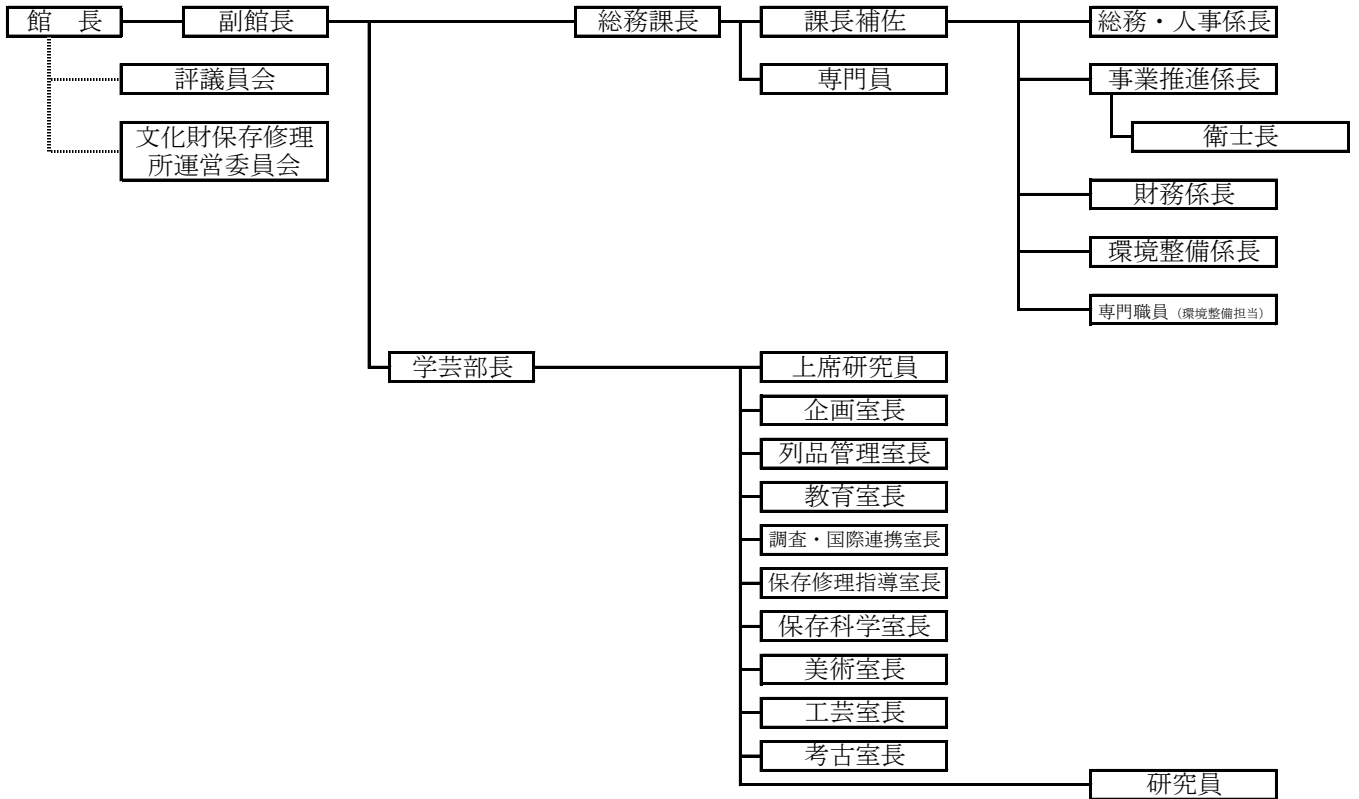 館　長
副館長
総務課長
課長補佐
総務・人事係長
評議員会
専門員
事業推進係長
文化財保存修理
所運営委員会
衛士長
財務係長
環境整備係長
専門職員（環境整備担当）
学芸部長
上席研究員
企画室長
列品管理室長
教育室長
調査・国際連携室長
保存修理指導室長
保存科学室長
美術室長
工芸室長
考古室長
研究員